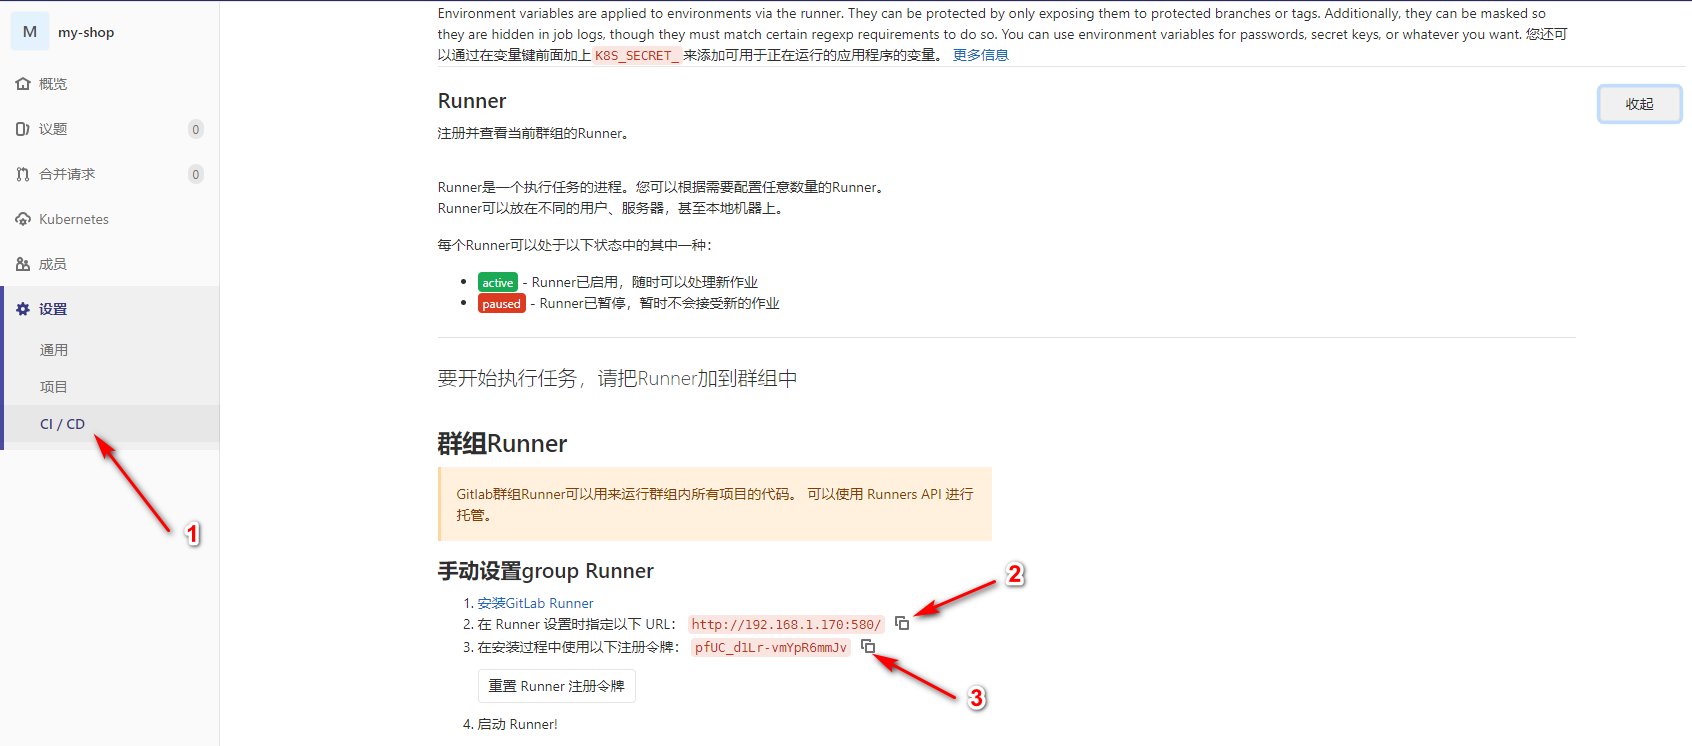 M my-shop
概览
议题 0
合并请求 0
Kubernetes
成员
设置
通用
项目
CI / CD
1
Environment variables are applied to environments via the runner. They can be protected by only exposing them to protected branches or tags. Additionally, they can be masked so
they are hidden in job logs, though they must match certain regexp requirements to do so. You can use environment variables for passwords, secret keys, or whatever you want. 您还可
以通过在变量键前面加上 K8S_SECRET_ 来添加可用于正在运行的应用程序的变量。 更多信息
Runner
收起
注册并查看当前群组的Runner。
Runner是一个执行任务的进程。您可以根据需要配置任意数量的Runner。
Runner可以放在不同的用户、服务器，甚至本地机器上。
每个Runner可以处于以下状态中的其中一种：
• active - Runner已启用，随时可以处理新作业
• paused - Runner已暂停，暂时不会接受新的作业
要开始执行任务，请把Runner加到群组中
群组Runner
Gitlab群组Runner可以用来运行群组内所有项目的代码。 可以使用 Runners API 进行
托管。
手动设置group Runner
2
1. 安装GitLab Runner
2. 在 Runner 设置时指定以下 URL： http://192.168.1.170:580/
3. 在安装过程中使用以下注册令牌： pfUC_d1Lr-vmYpR6mmJv
重置 Runner 注册令牌
3
4. 启动 Runner!